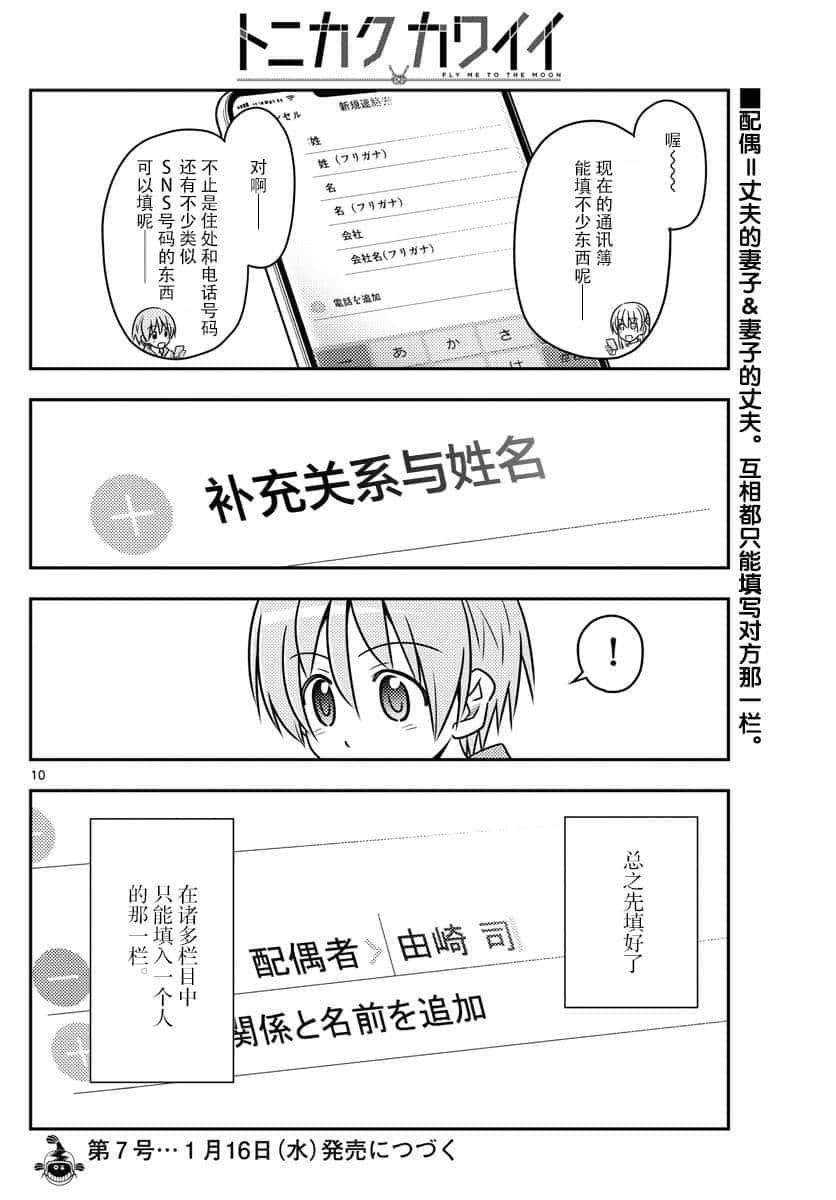 トニカクカワイイ
FLY ME TO THE MOON
■配偶=丈夫的妻子&妻子的丈夫。互相都只能填写对方那一栏。
喔~~~~
现在的通讯簿
能填不少东西呢——
新規連絡先
姓
姓(フリガナ)
名
名(フリガナ)
会社
会社名(フリガナ)
電話を追加
あ
か
さ
け
对啊——
不止是住处和电话号码
还有不少类似
SNS号码的东西
可以填呢——
补充关系与姓名
!
10
总之先填好了
配偶者>由崎 司
関係と名前を追加
在诸多栏目中
只能填入一个人
的那一栏。
第7号…1月16日(水)発売につづく